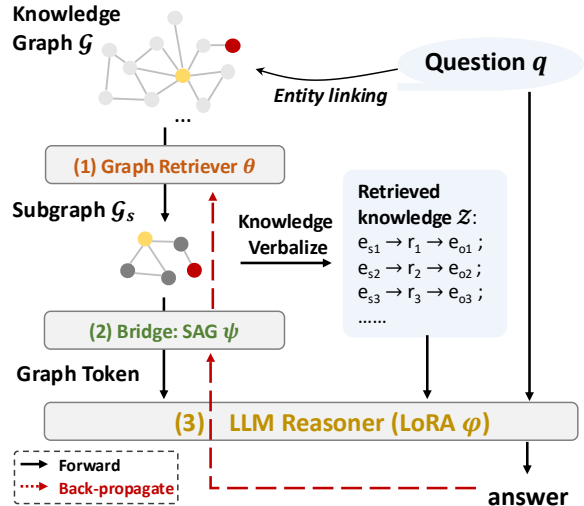 Knowledge
Graph 𝒢
Question q
Entity linking
...
(1) Graph Retriever θ
Subgraph 𝒢ₛ
Knowledge
Verbalize
Retrieved
knowledge 𝒵:
eₛ₁ → r₁ → eₒ₁ ;
eₛ₂ → r₂ → eₒ₂ ;
eₛ₃ → r₃ → eₒ₃ ;
......
(2) Bridge: SAG ψ
Graph Token
(3) LLM Reasoner (LoRA φ)
Forward
Back-propagate
answer